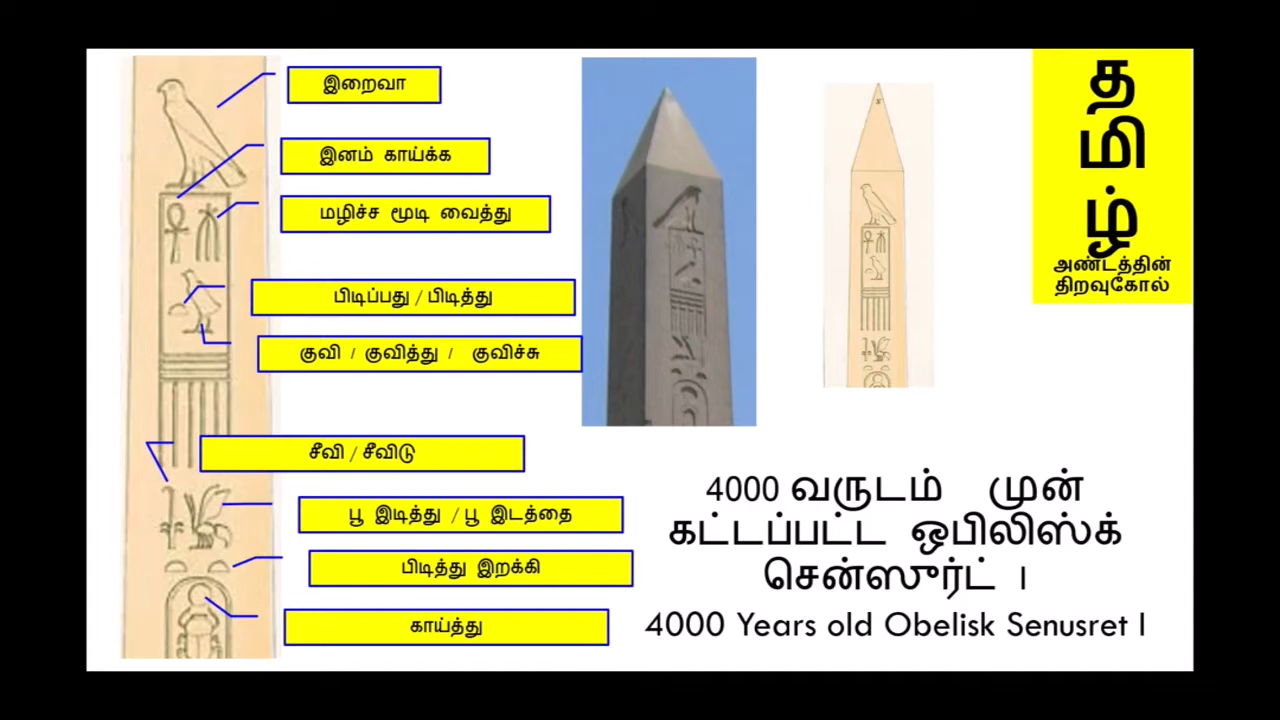 இறைவா
இனம் காய்க்க
மழிச்ச மூடி வைத்து
பிடிப்பது / பிடித்து
குவி / குவித்து / குவிச்சு
சீவி / சீவிடு
பூ இடித்து / பூ இடத்தை
பிடித்து இறக்கி
காய்த்து
x
த
மி
ழ்
அண்டத்தின்
திறவுகோல்
4000 வருடம் முன்
கட்டப்பட்ட ஒபிலிஸ்க்
சென்ஸுர்ட் I
4000 Years old Obelisk Senusret I